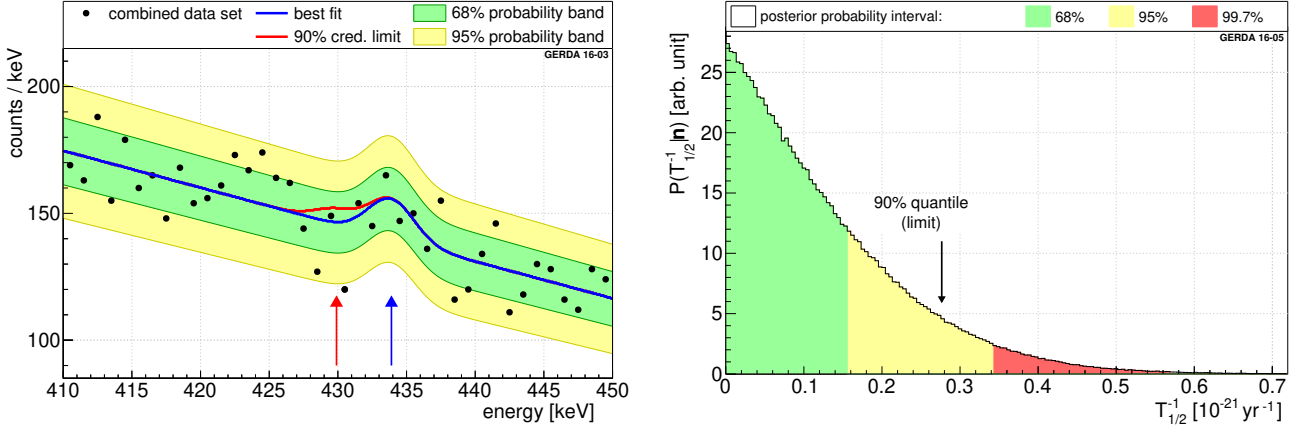 combined data set best fit 68% probability band
90% cred. limit 95% probability band
GERDA 16-03
counts / keV
200
150
100
410 415 420 425 430 435 440 445 450
energy [keV]
posterior probability interval: 68% 95% 99.7%
GERDA 16-05
P(T⁻¹₁/₂|n) [arb. unit]
25
20
15
10
5
0
90% quantile
(limit)
0 0.1 0.2 0.3 0.4 0.5 0.6 0.7
T⁻¹₁/₂ [10⁻²¹ yr⁻¹]